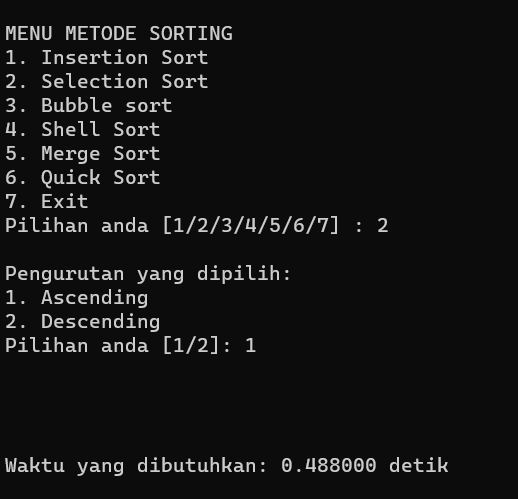 MENU METODE SORTING
1. Insertion Sort
2. Selection Sort
3. Bubble sort
4. Shell Sort
5. Merge Sort
6. Quick Sort
7. Exit
Pilihan anda [1/2/3/4/5/6/7] : 2
Pengurutan yang dipilih:
1. Ascending
2. Descending
Pilihan anda [1/2]: 1
Waktu yang dibutuhkan: 0.488000 detik